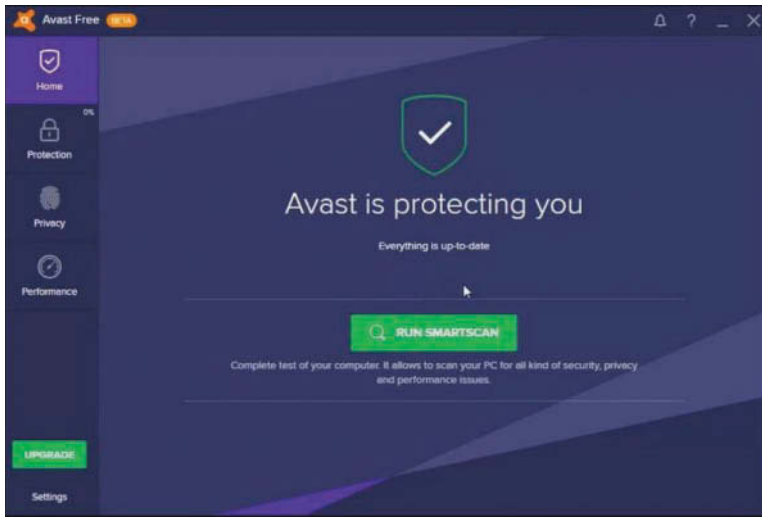 Avast Free BETA
Home
0%
Protection
Privacy
Performance
UPGRADE
Settings
Avast is protecting you
Everything is up-to-date
RUN SMARTSCAN
Complete test of your computer. It allows to scan your PC for all kind of security, privacy
and performance issues.